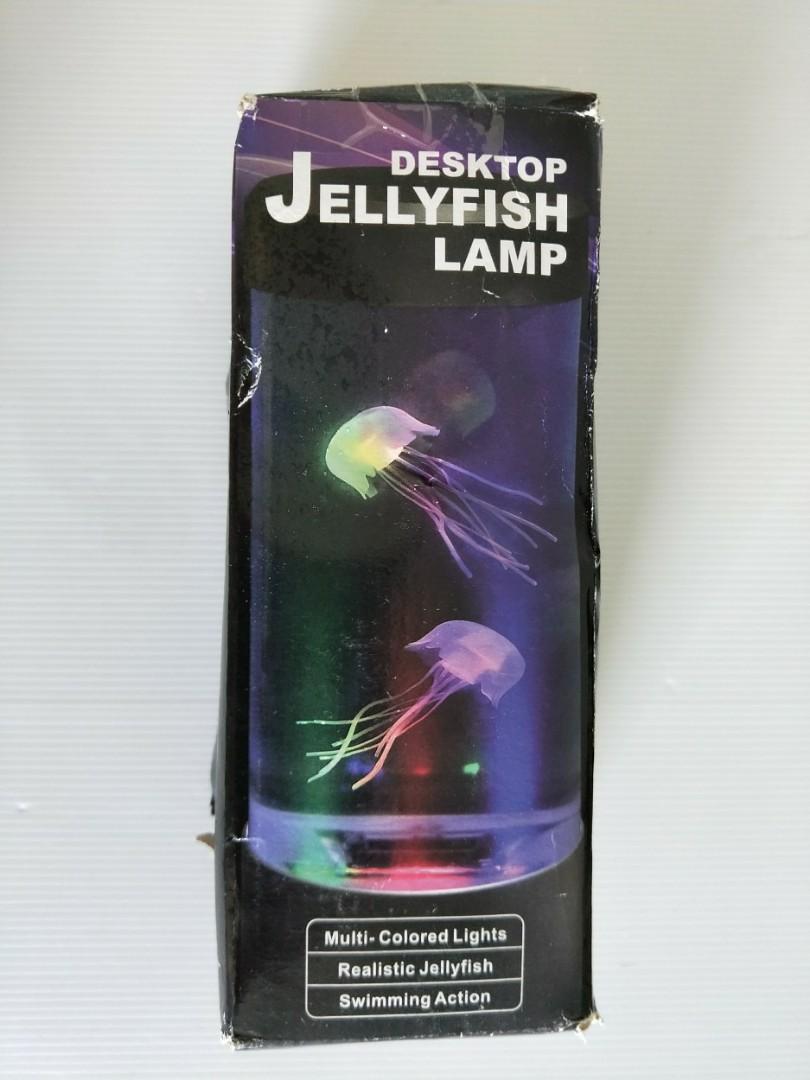 DESKTOP
JELLYFISH
LAMP
Multi-Colored Lights
Realistic Jellyfish
Swimming Action